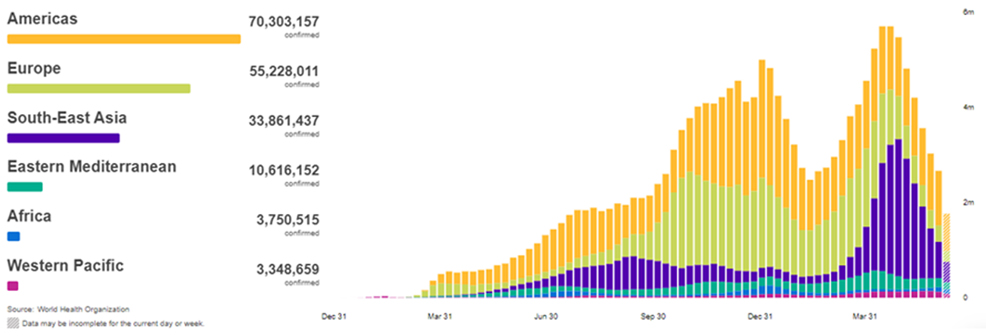 Americas
70,303,157
confirmed
Europe
55,228,011
confirmed
South-East Asia
33,861,437
confirmed
Eastern Mediterranean
10,616,152
confirmed
Africa
3,750,515
confirmed
Western Pacific
3,348,659
confirmed
Source: World Health Organization
Data may be incomplete for the current day or week.
6m
4m
2m
0
Dec 31
Mar 31
Jun 30
Sep 30
Dec 31
Mar 31